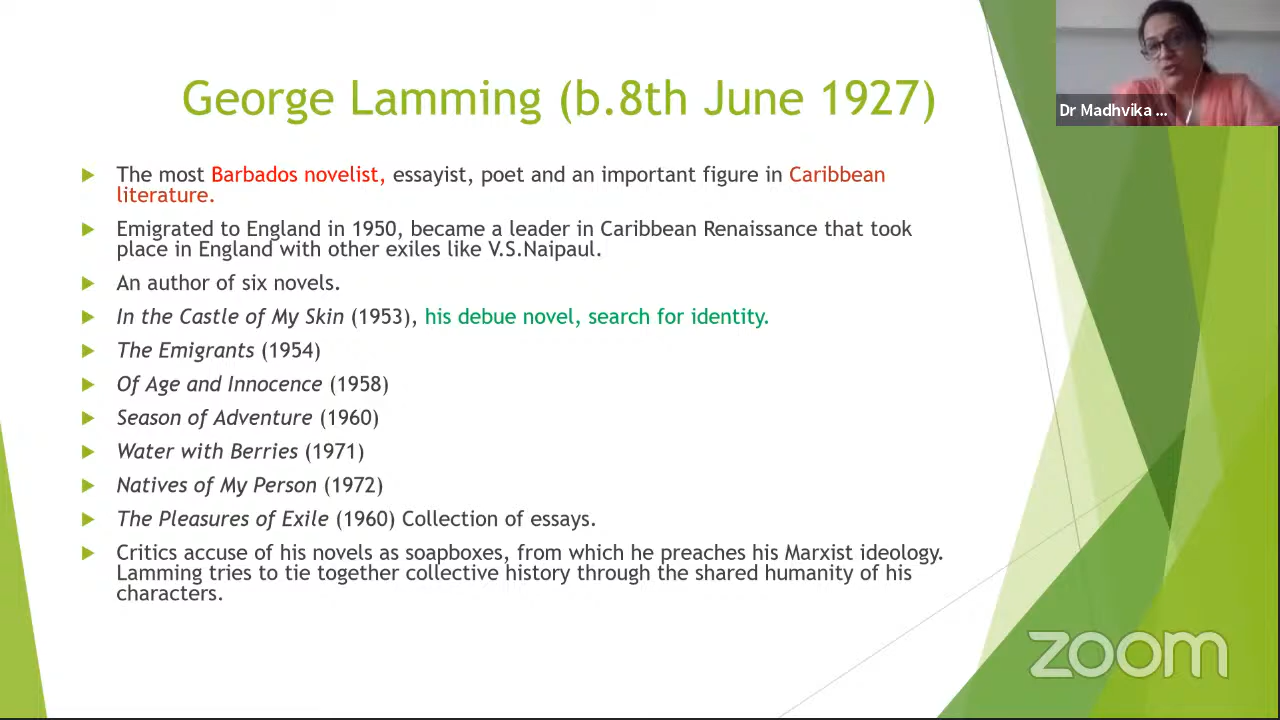 George Lamming (b.8th June 1927)
Dr Madhvika ...
The most Barbados novelist, essayist, poet and an important figure in Caribbean
literature.
Emigrated to England in 1950, became a leader in Caribbean Renaissance that took
place in England with other exiles like V.S.Naipaul.
An author of six novels.
In the Castle of My Skin (1953), his debue novel, search for identity.
The Emigrants (1954)
Of Age and Innocence (1958)
Season of Adventure (1960)
Water with Berries (1971)
Natives of My Person (1972)
The Pleasures of Exile (1960) Collection of essays.
Critics accuse of his novels as soapboxes, from which he preaches his Marxist ideology.
Lamming tries to tie together collective history through the shared humanity of his
characters.
zoom